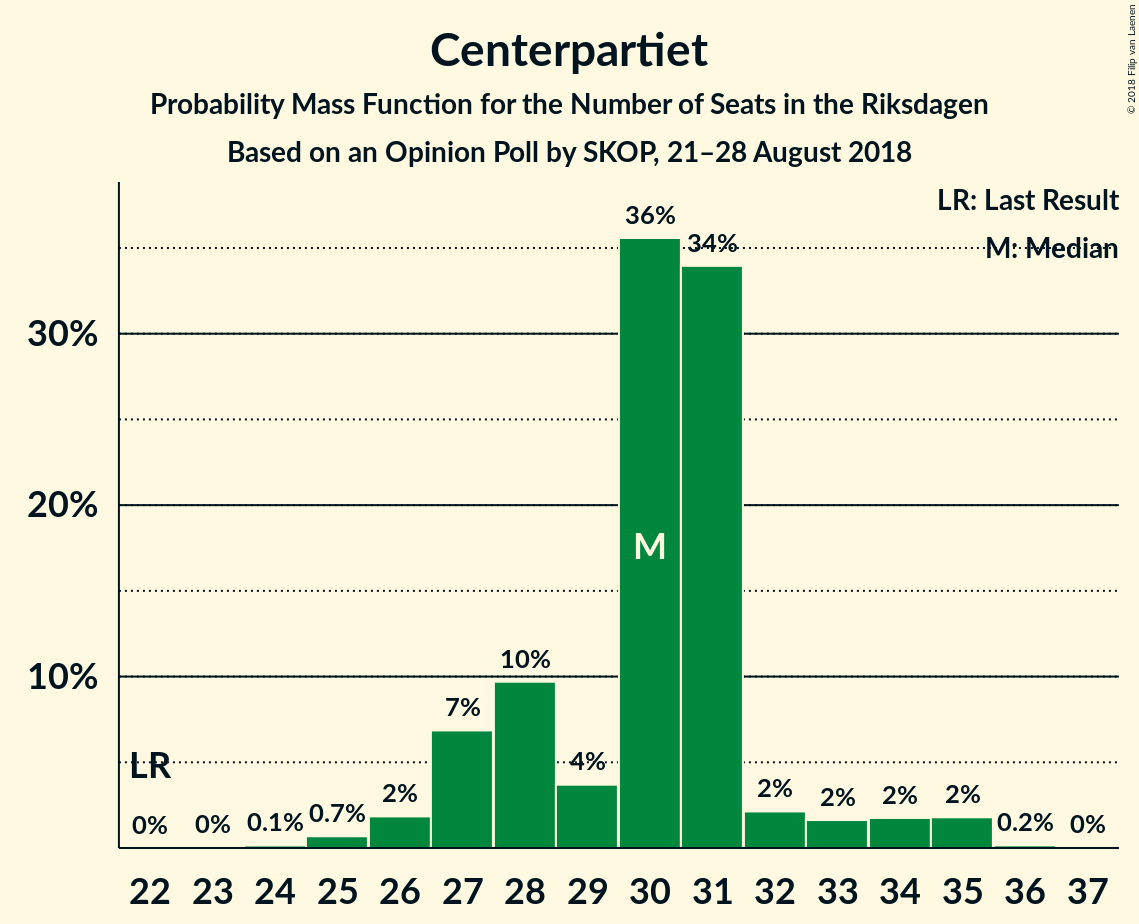 Centerpartiet
Probability Mass Function for the Number of Seats in the Riksdagen
Based on an Opinion Poll by SKOP, 21–28 August 2018
© 2018 Filip van Laenen
LR: Last Result
M: Median
36%
34%
30%
20%
M
10%
10%
7%
LR
4%
0%
0%
0.1%
0.7%
2%
2%
2%
2%
2%
0.2%
0%
22 23 24 25 26 27 28 29 30 31 32 33 34 35 36 37